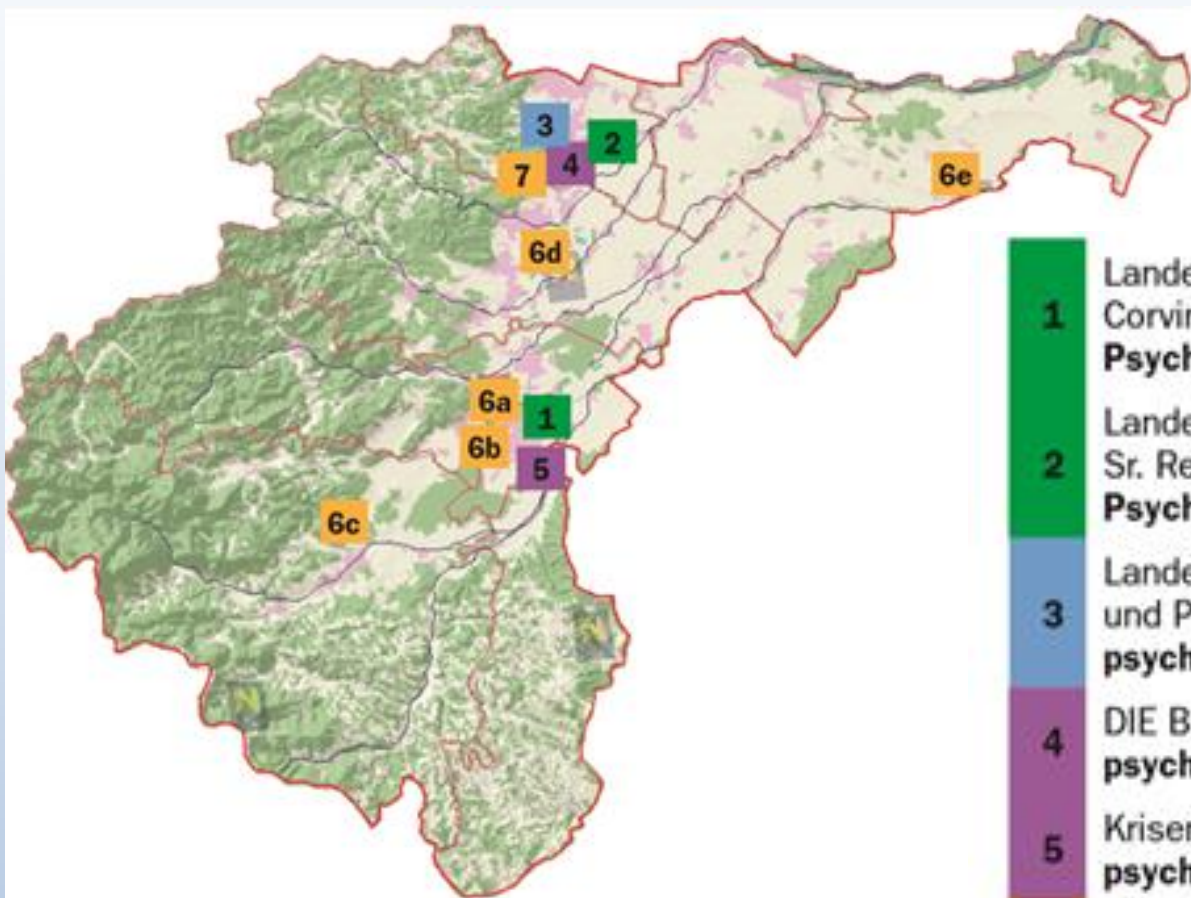 3
2
4
7
6e
6d
6a
1
6b
5
6c
1
Lande
Corvir
Psych
2
Lande
Sr. Re
Psych
3
Lande
und P
psych
4
DIE B
psych
5
Kriser
psych